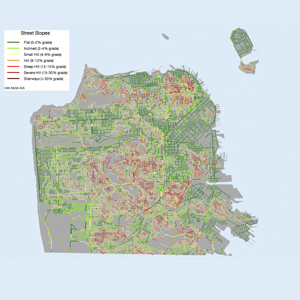 Street Slopes
Flat (0-2% grade)
Inclined (2-4% grade)
Small Hill (4-8% grade)
Hill (8-12% grade)
Steep Hill (12-15% grade)
Severe Hill (15-30% grade)
Stairways (>30% grade)